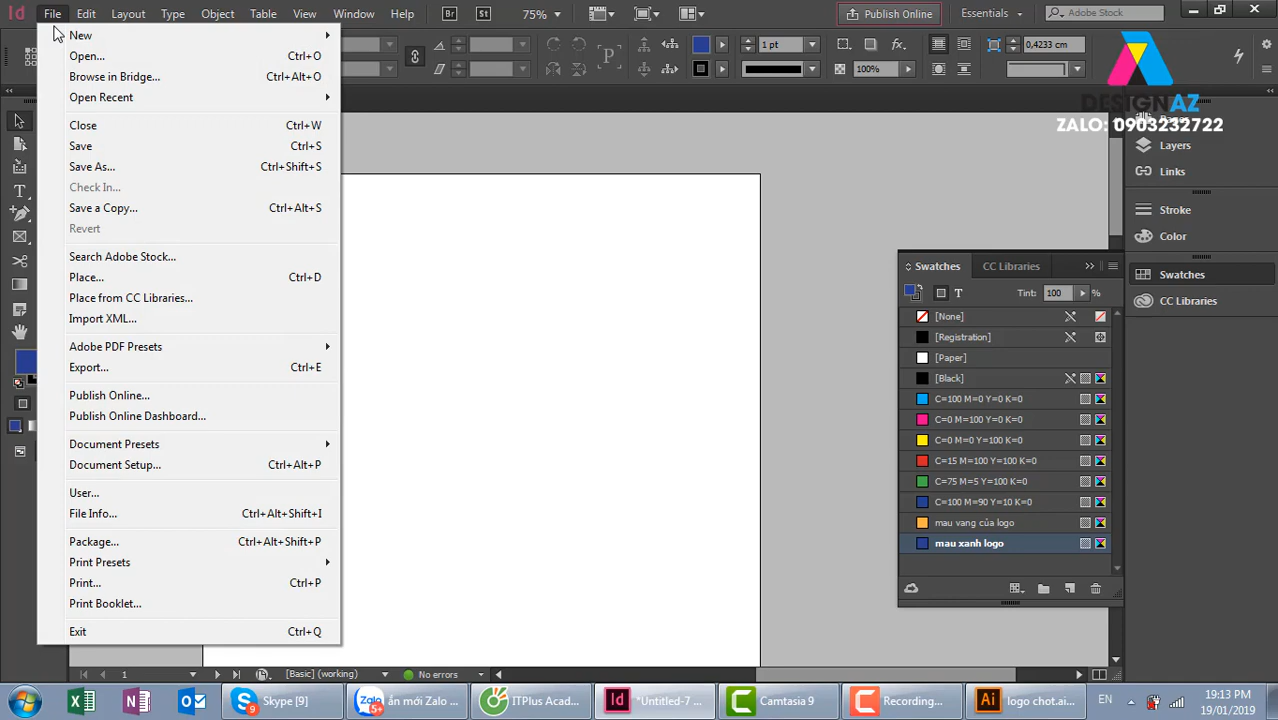 File Edit Layout Type Object Table View Window Help Br St 75% Publish Online Essentials Adobe Stock
New
Open... Ctrl+O
Browse in Bridge... Ctrl+Alt+O
Open Recent
Close Ctrl+W
Save Ctrl+S
Save As... Ctrl+Shift+S
Check In...
Save a Copy... Ctrl+Alt+S
Revert
Search Adobe Stock...
Place... Ctrl+D
Place from CC Libraries...
Import XML...
Adobe PDF Presets
Export... Ctrl+E
Publish Online...
Publish Online Dashboard...
Document Presets
Document Setup... Ctrl+Alt+P
User...
File Info... Ctrl+Alt+Shift+I
Package... Ctrl+Alt+Shift+P
Print Presets
Print... Ctrl+P
Print Booklet...
Exit Ctrl+Q
1 pt 0,4233 cm
100%
DESIGNAZ
ZALO: 0903232722
Layers
Links
Stroke
Color
Swatches
CC Libraries
Swatches CC Libraries
Tint: 100 %
[None]
[Registration]
[Paper]
[Black]
C=100 M=0 Y=0 K=0
C=0 M=100 Y=0 K=0
C=0 M=0 Y=100 K=0
C=15 M=100 Y=100 K=0
C=75 M=5 Y=100 K=0
C=100 M=90 Y=10 K=0
mau vang của logo
mau xanh logo
1 [Basic] (working) No errors
Skype [9] ấn mới Zalo ... ITPlus Acad... *Untitled-7 ... Camtasia 9 Recording... logo chot.ai... EN 19:13 PM
19/01/2019